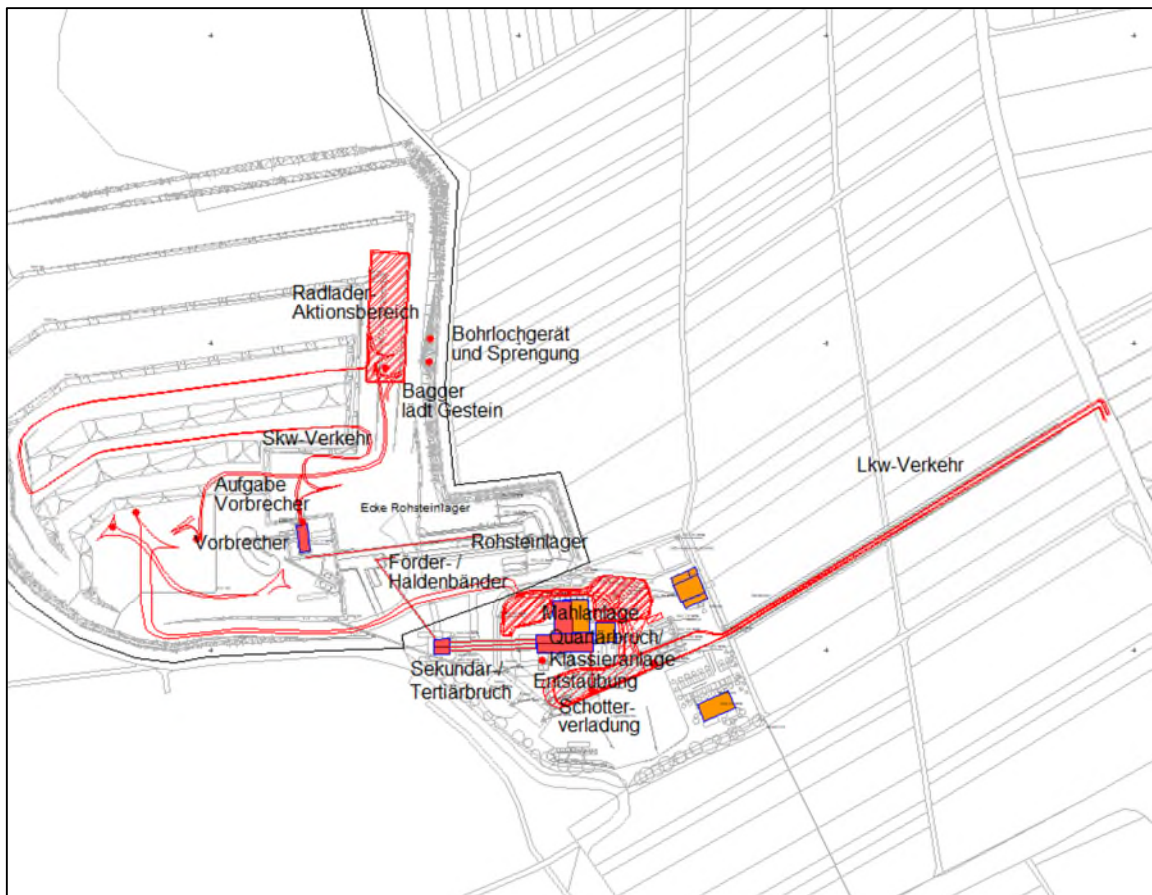 Radlader-
Aktionsbereich
Bohrlochgerät
und Sprengung
Bagger
lädt Gestein
Skw-Verkehr
Lkw-Verkehr
Aufgabe
Vorbrecher
Ecke Rohsteinlager
Vorbrecher
Rohsteinlager
Förder- /
Haldenbänder
Mahlanlage
Quartärbruch/
Klassieranlage
Sekundär-/
Tertiärbruch
Entstaubung
Schotter-
verladung